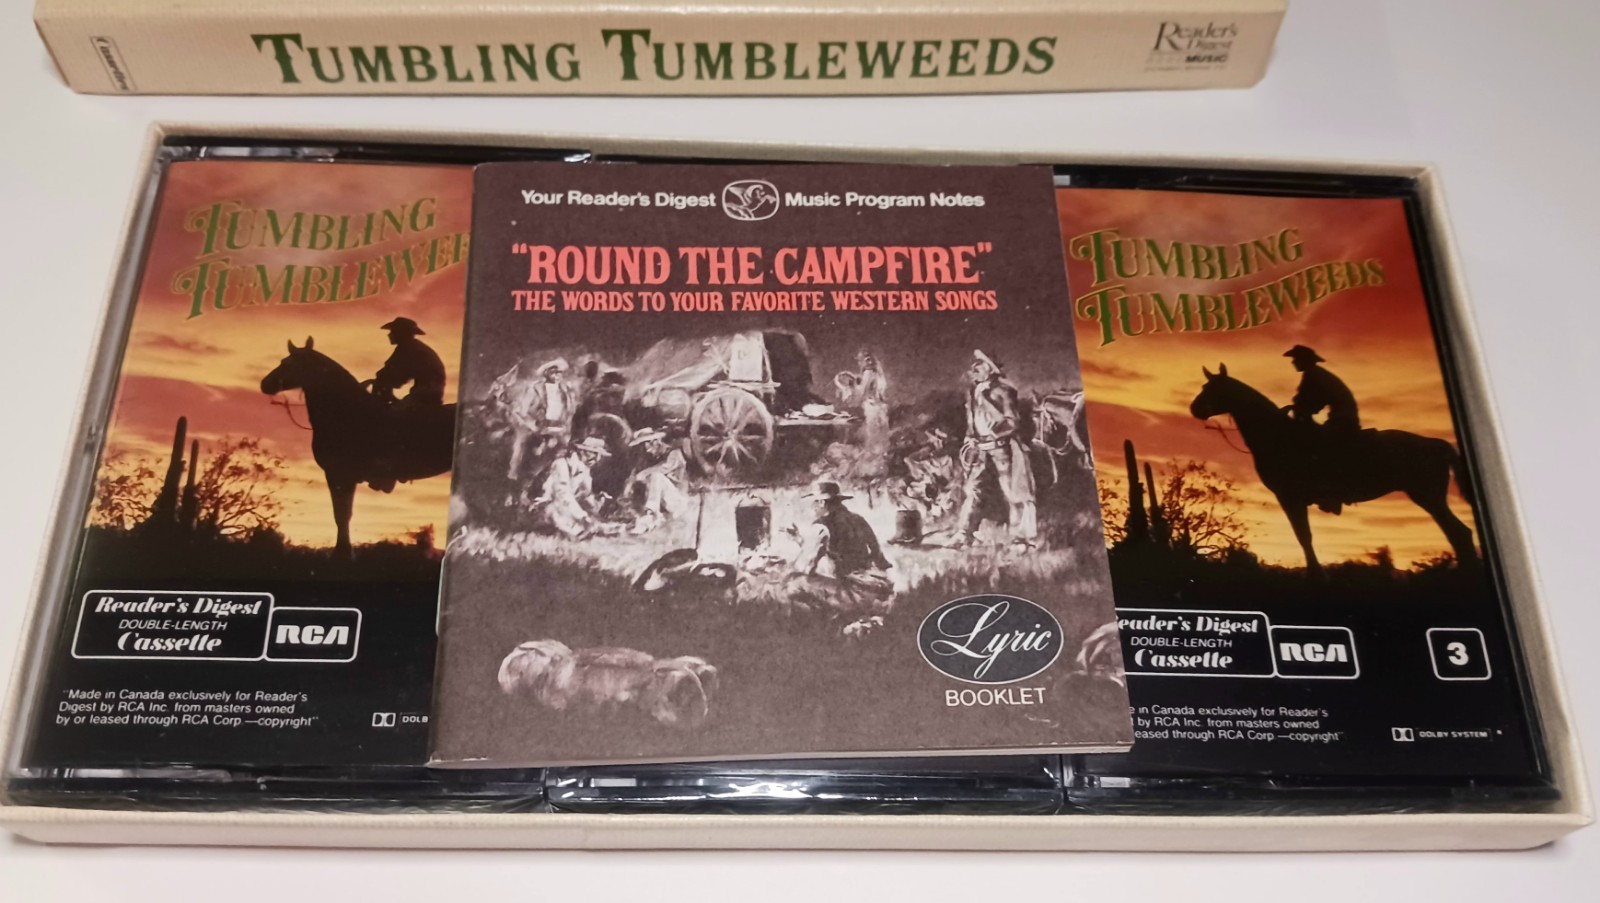 Cassettes
TUMBLING TUMBLEWEEDS
Reader's
Digest
MUSIC
TUMBLING
TUMBLEWEE
Reader's Digest
DOUBLE-LENGTH
Cassette
RCA
"Made in Canada exclusively for Reader's
Digest by RCA Inc. from masters owned
by or leased through RCA Corp.—copyright"
DOLB
Your Reader's Digest Music Program Notes
"ROUND THE CAMPFIRE"
THE WORDS TO YOUR FAVORITE WESTERN SONGS
Lyric
BOOKLET
TUMBLING
TUMBLEWEEDS
eader's Digest
DOUBLE-LENGTH
Cassette
RCA
3
in Canada exclusively for Reader's
by RCA Inc. from masters owned
eased through RCA Corp.—copyright"
DOLBY SYSTEM